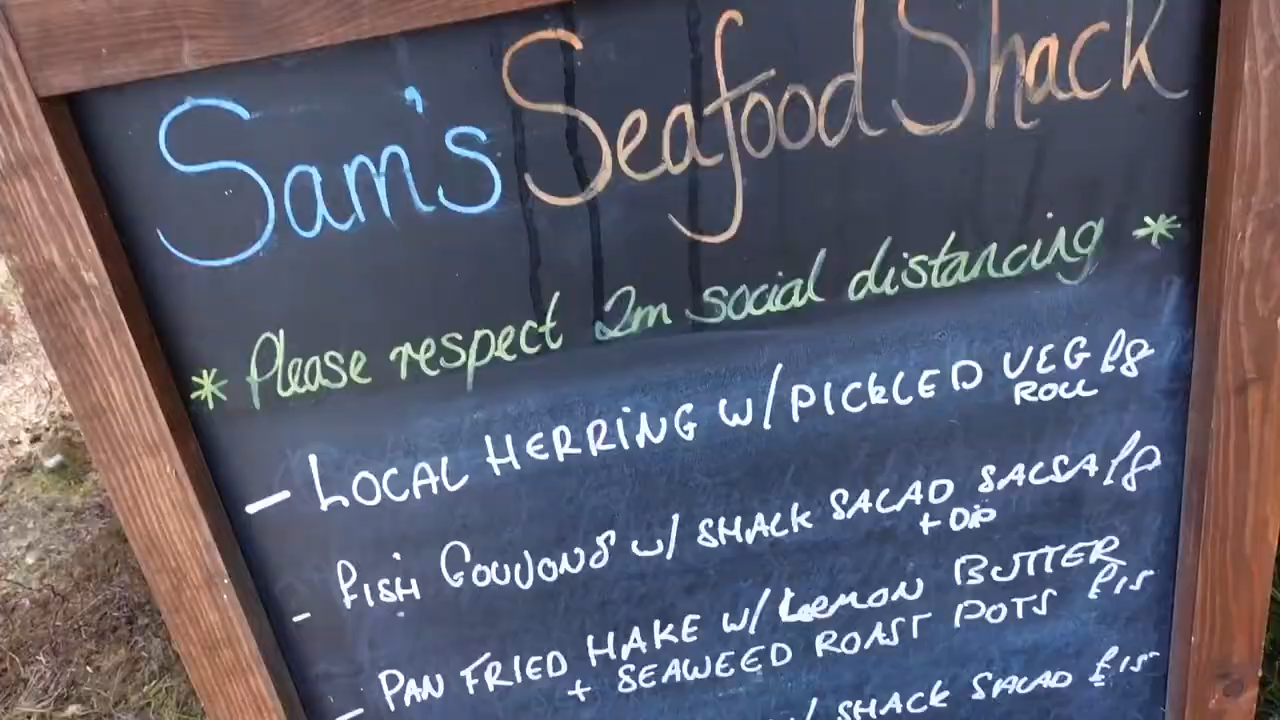 Sam's Seafood Shack
* Please respect 2m social distancing *
- LOCAL HERRING W/ PICKLED VEG £8
ROLL
- FISH GOUJONS W/ SHACK SALAD SALSA £8
+ DIP
- PAN FRIED HAKE W/ LEMON BUTTER
+ SEAWEED ROAST POTS £15
W/ SHACK SALAD £15